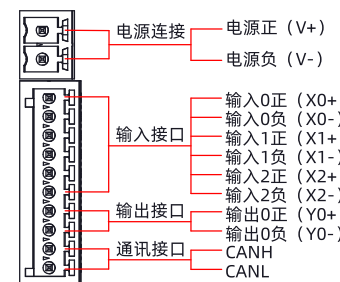 电源连接
电源正（V+）
电源负（V-）
输入接口
输入0正（X0+
输入0负（X0-）
输入1正（X1+
输入1负（X1-）
输入2正（X2+
输入2负（X2-）
输出接口
输出0正（Y0+
输出0负（Y0-）
通讯接口
CANH
CANL